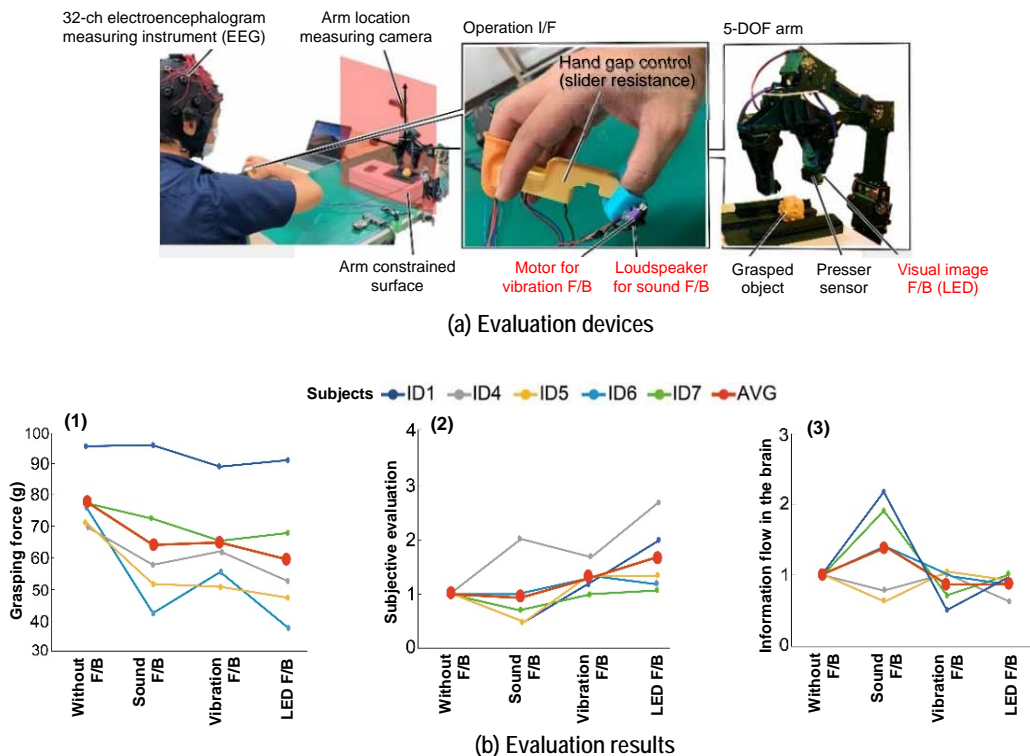 32-ch electroencephalogram
measuring instrument (EEG)
Arm location
measuring camera
Operation I/F
5-DOF arm
Hand gap control
(slider resistance)
Arm constrained
surface
Motor for
vibration F/B
Loudspeaker
for sound F/B
Grasped
object
Presser
sensor
Visual image
F/B (LED)
(a) Evaluation devices
Subjects ID1 ID4 ID5 ID6 ID7 AVG
(1)
Grasping force (g)
100
90
80
70
60
50
40
30
Without
F/B
Sound
F/B
Vibration
F/B
LED F/B
(2)
Subjective evaluation
4
3
2
1
0
Without
F/B
Sound
F/B
Vibration
F/B
LED F/B
(3)
Information flow in the brain
3
2
1
0
Without
F/B
Sound
F/B
Vibration
F/B
LED F/B
(b) Evaluation results